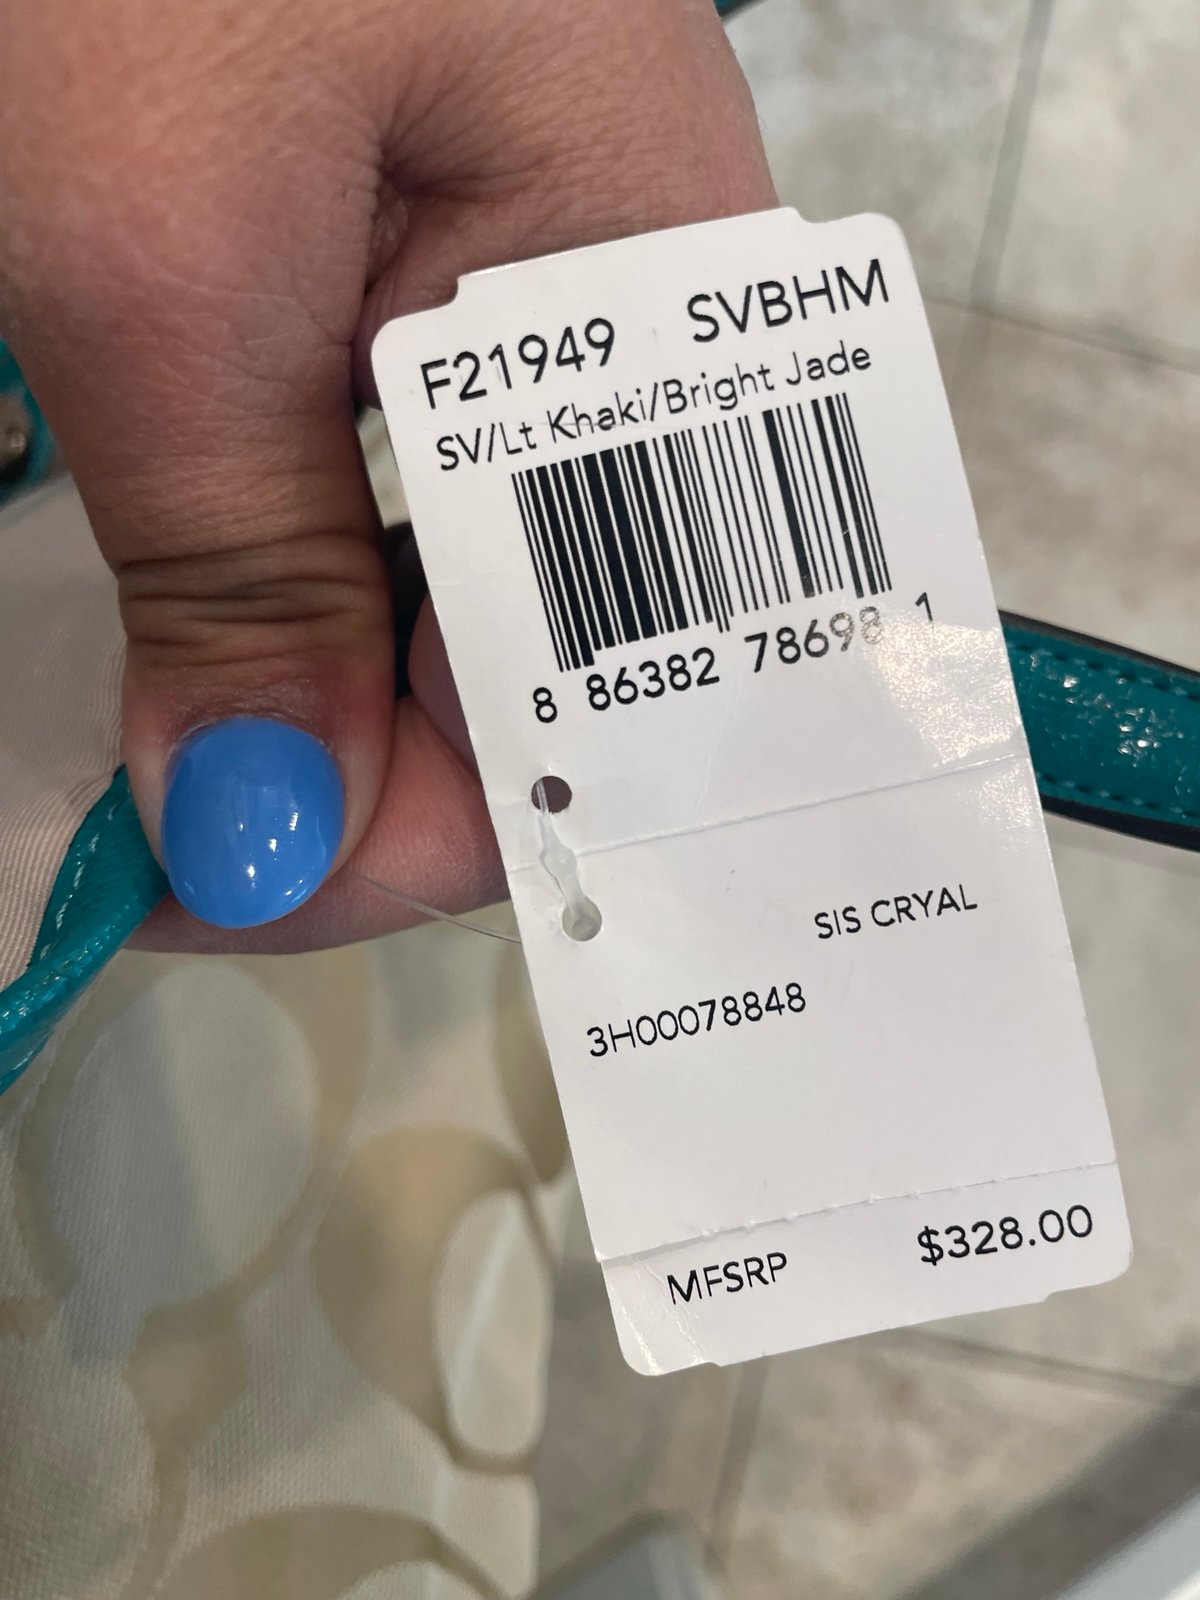 F21949 SVBHM
SV/Lt Khaki/Bright Jade
8 86382 78698 1
SIS CRYAL
3H00078848
MFSRP $328.00